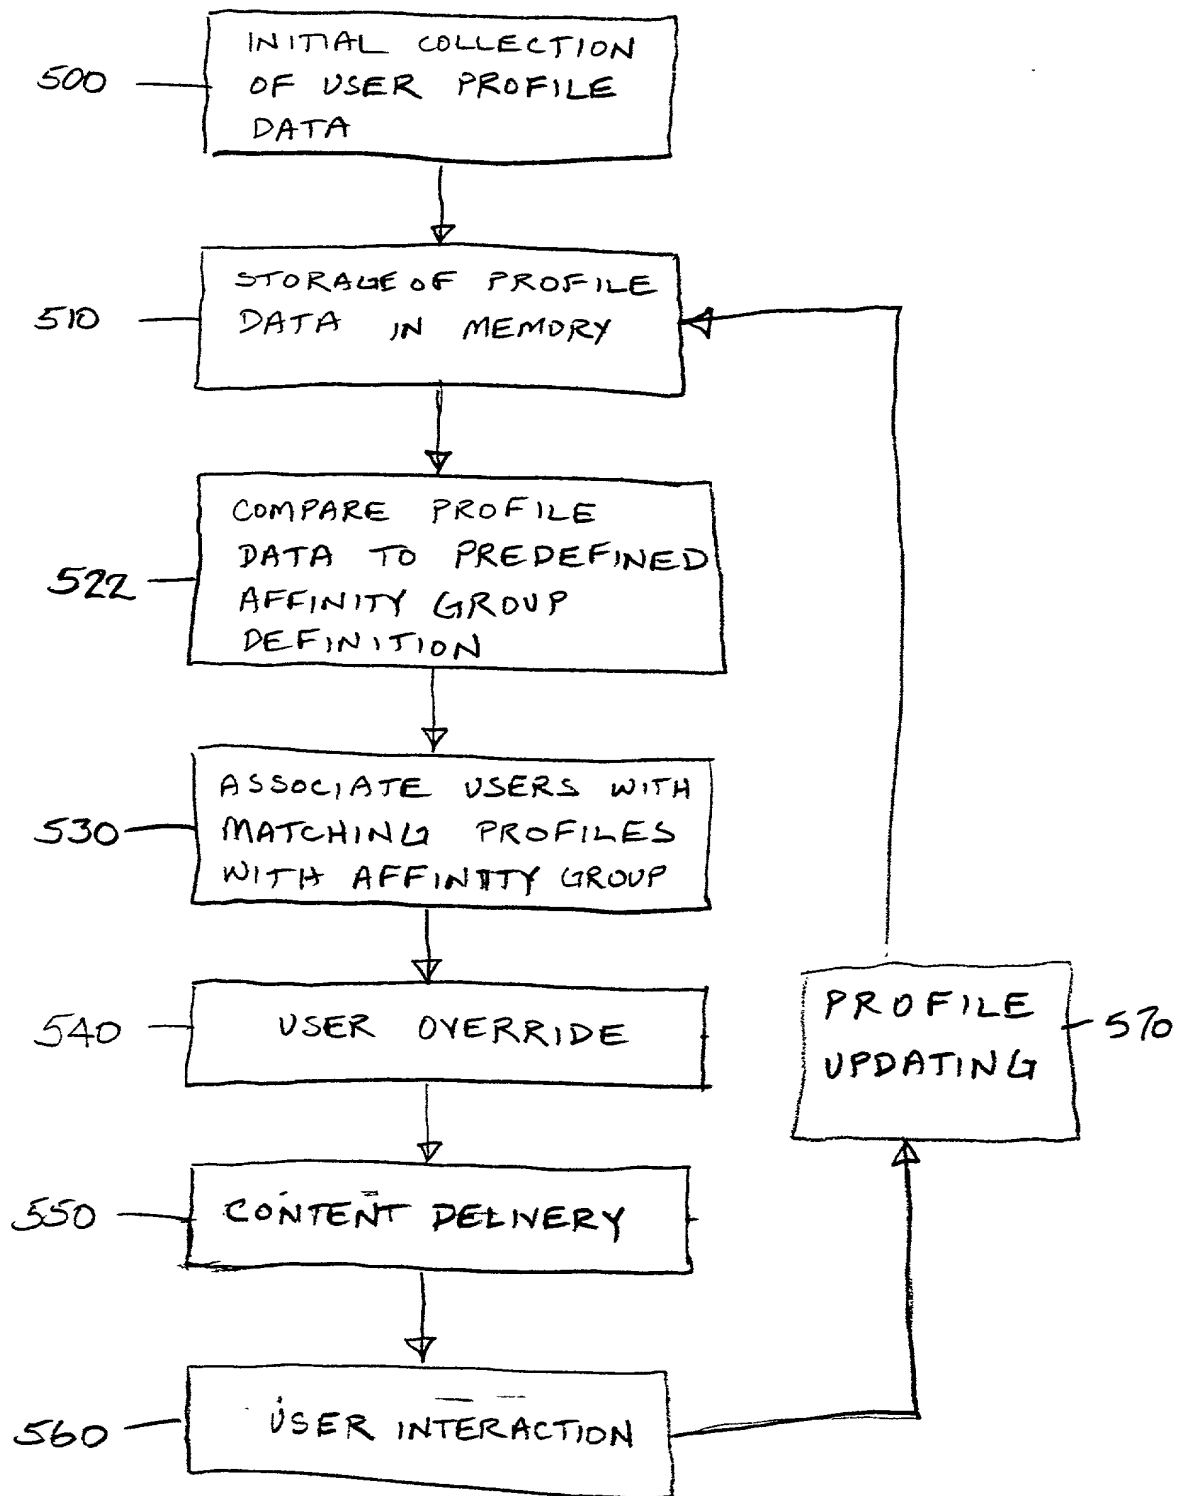 INITIAL COLLECTION
500
OF USER PROFILE
DATA
STORAGE OF PROFILE
510
DATA IN MEMORY
COMPARE PROFILE
DATA TO PREDEFINED
522
AFFINITY GROUP
DEFINITION
ASSOCIATE USERS WITH
530
MATCHING PROFILES
WITH AFFINITY GROUP
540
USER OVERRIDE
PROFILE
570
UPDATING
550
CONTENT DELIVERY
560
USER INTERACTION